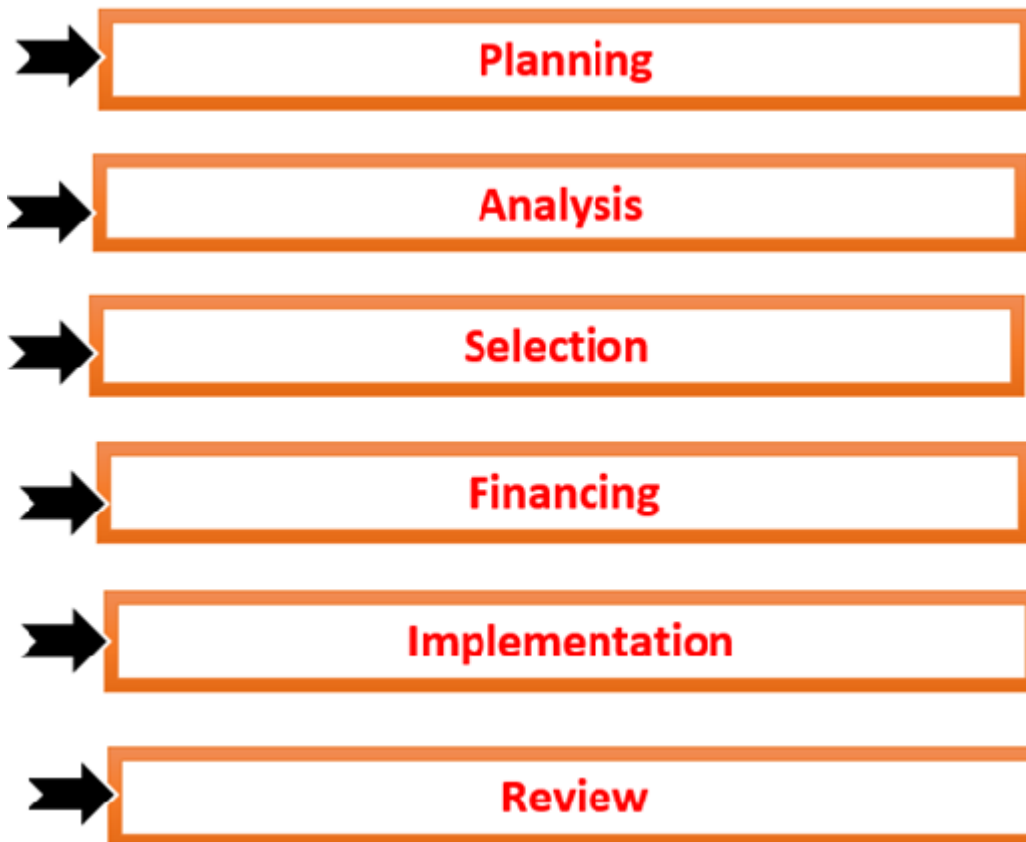 Planning
Analysis
Selection
Financing
Implementation
Review